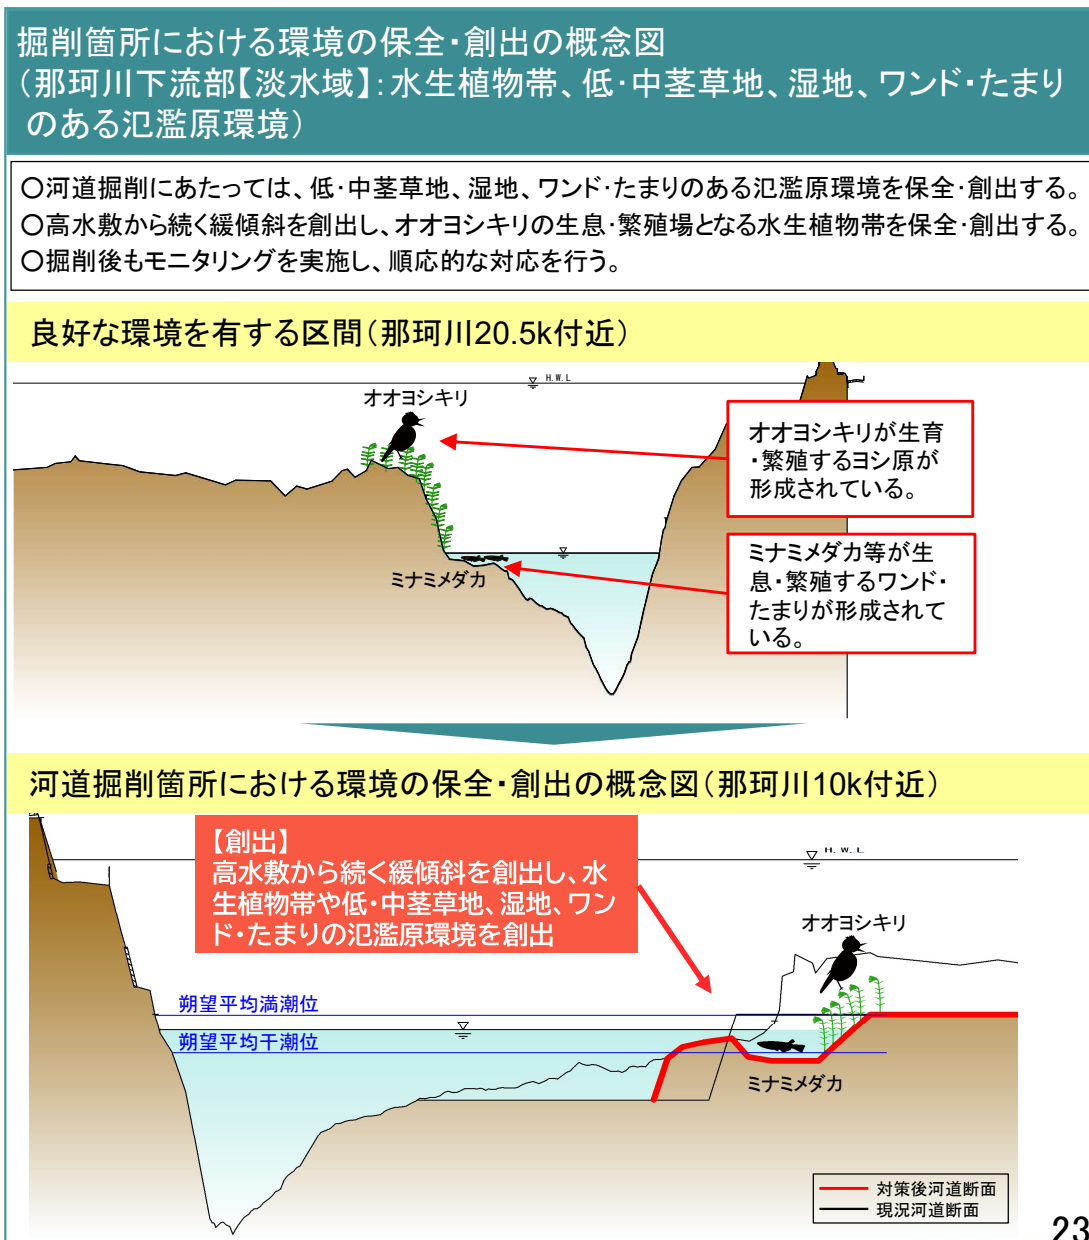 掘削箇所における環境の保全・創出の概念図
（那珂川下流部【淡水域】：水生植物帯、低・中茎草地、湿地、ワンド・たまり
のある氾濫原環境）
○河道掘削にあたっては、低・中茎草地、湿地、ワンド・たまりのある氾濫原環境を保全・創出する。
○高水敷から続く緩傾斜を創出し、オオヨシキリの生息・繁殖場となる水生植物帯を保全・創出する。
○掘削後もモニタリングを実施し、順応的な対応を行う。
良好な環境を有する区間（那珂川20.5k付近）
H.W.L
オオヨシキリ
オオヨシキリが生育
・繁殖するヨシ原が
形成されている。
ミナミメダカ
ミナミメダカ等が生
息・繁殖するワンド・
たまりが形成されて
いる。
河道掘削箇所における環境の保全・創出の概念図（那珂川10k付近）
【創出】
高水敷から続く緩傾斜を創出し、水
生植物帯や低・中茎草地、湿地、ワン
ド・たまりの氾濫原環境を創出
H.W.L
オオヨシキリ
朔望平均満潮位
朔望平均干潮位
ミナミメダカ
対策後河道断面
現況河道断面
23